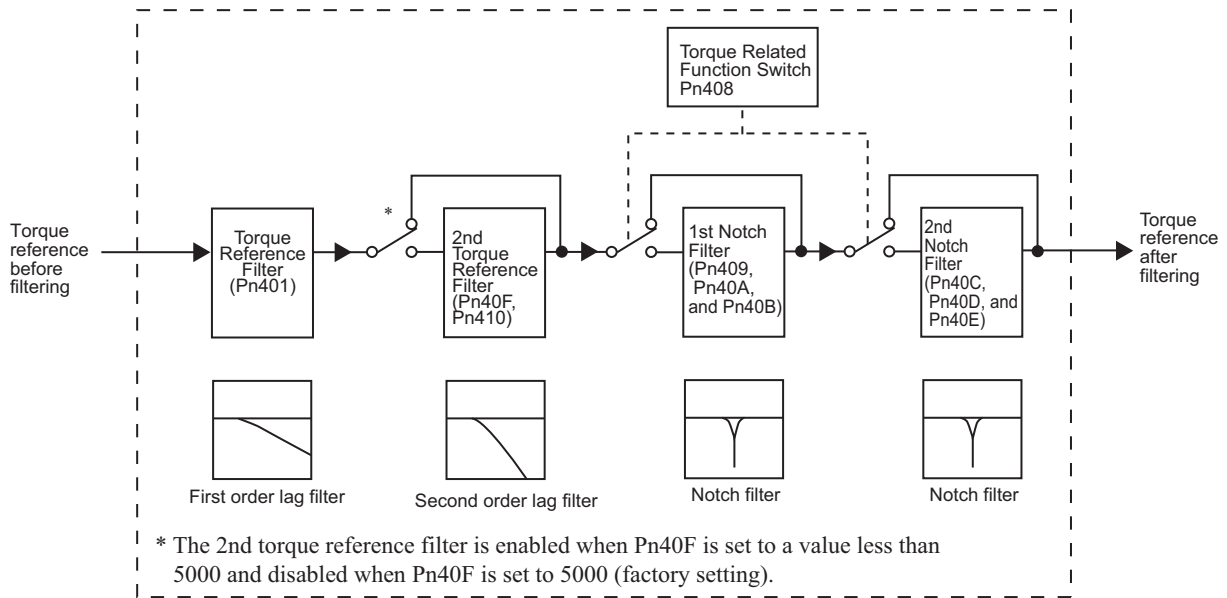 Torque Related
Function Switch
Pn408
*
Torque
reference
before
filtering
Torque
Reference
Filter
(Pn401)
2nd
Torque
Reference
Filter
(Pn40F,
Pn410)
1st Notch
Filter
(Pn409,
Pn40A,
and Pn40B)
2nd
Notch
Filter
(Pn40C,
Pn40D, and
Pn40E)
Torque
reference
after
filtering
First order lag filter
Second order lag filter
Notch filter
Notch filter
* The 2nd torque reference filter is enabled when Pn40F is set to a value less than
5000 and disabled when Pn40F is set to 5000 (factory setting).